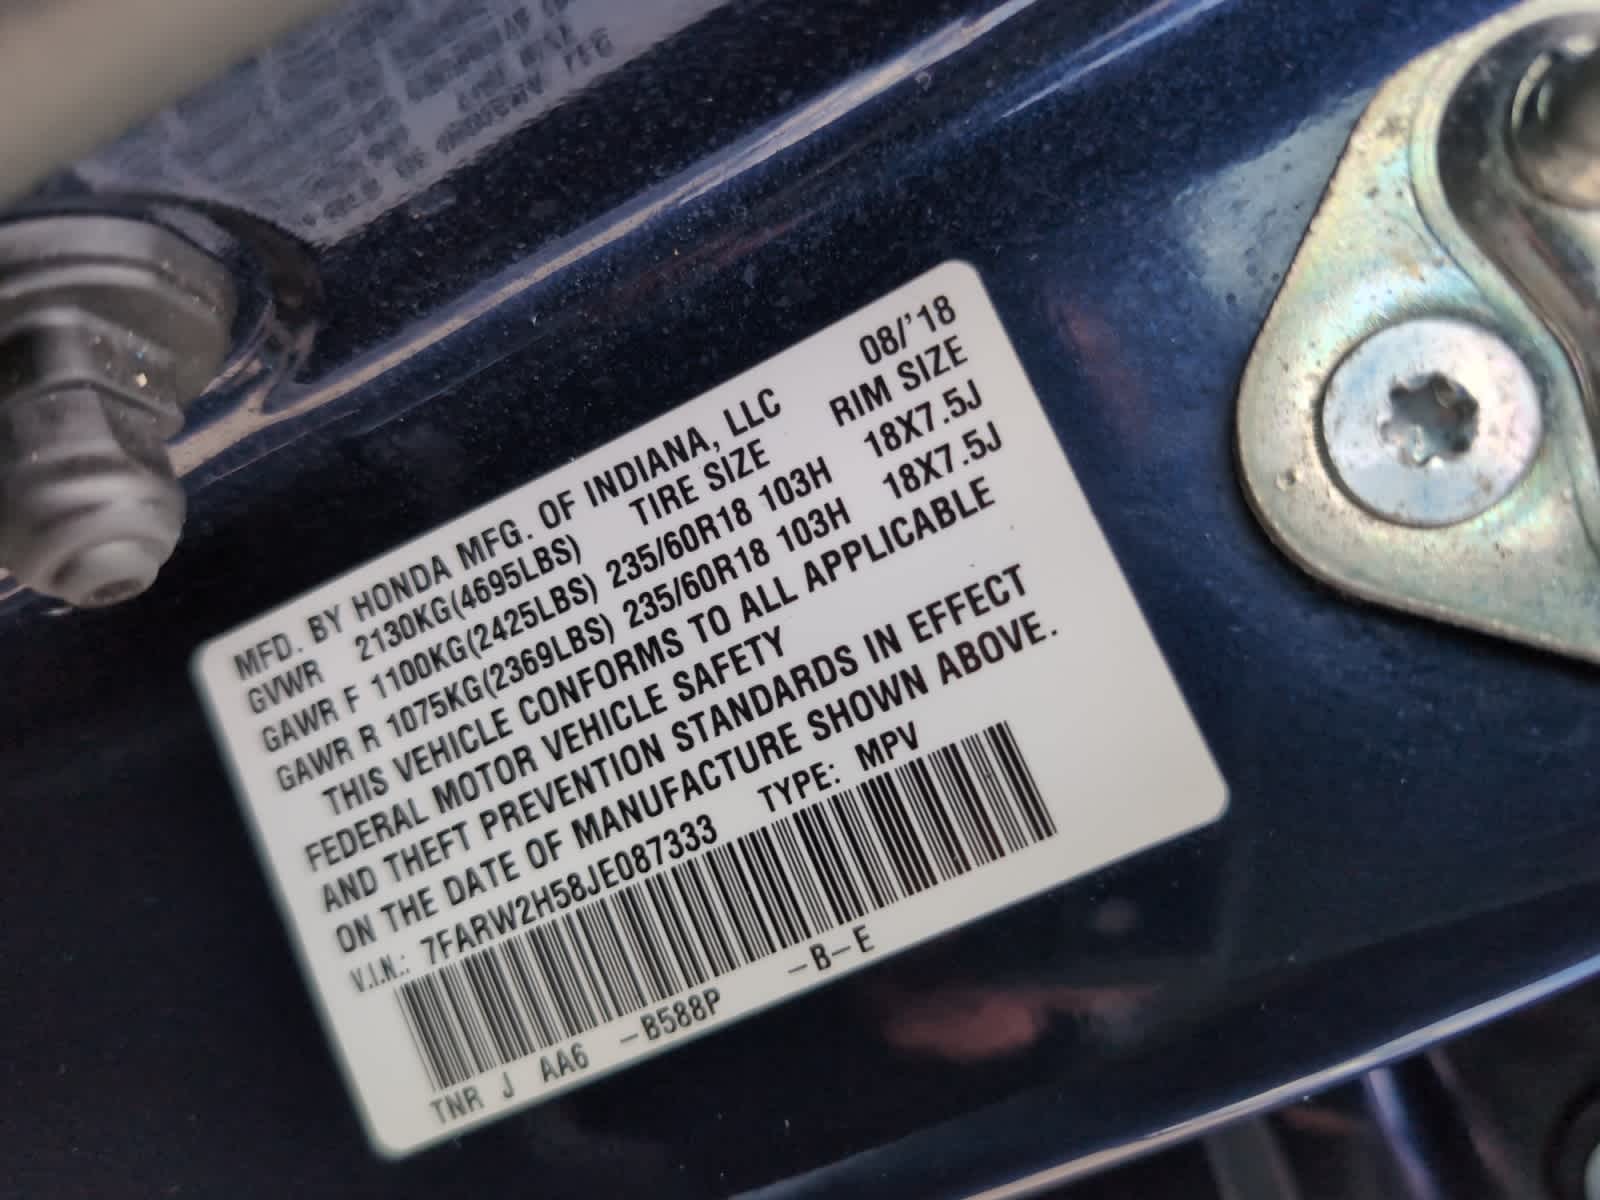 MFD. BY HONDA MFG. OF INDIANA, LLC 08/'18
GVWR 2130KG(4695LBS) TIRE SIZE RIM SIZE
GAWR F 1100KG(2425LBS) 235/60R18 103H 18X7.5J
GAWR R 1075KG(2369LBS) 235/60R18 103H 18X7.5J
THIS VEHICLE CONFORMS TO ALL APPLICABLE
FEDERAL MOTOR VEHICLE SAFETY
AND THEFT PREVENTION STANDARDS IN EFFECT
ON THE DATE OF MANUFACTURE SHOWN ABOVE.
V.I.N.: 7FARW2H58JE087333 TYPE: MPV
TNR J AA6 -B588P -B-E